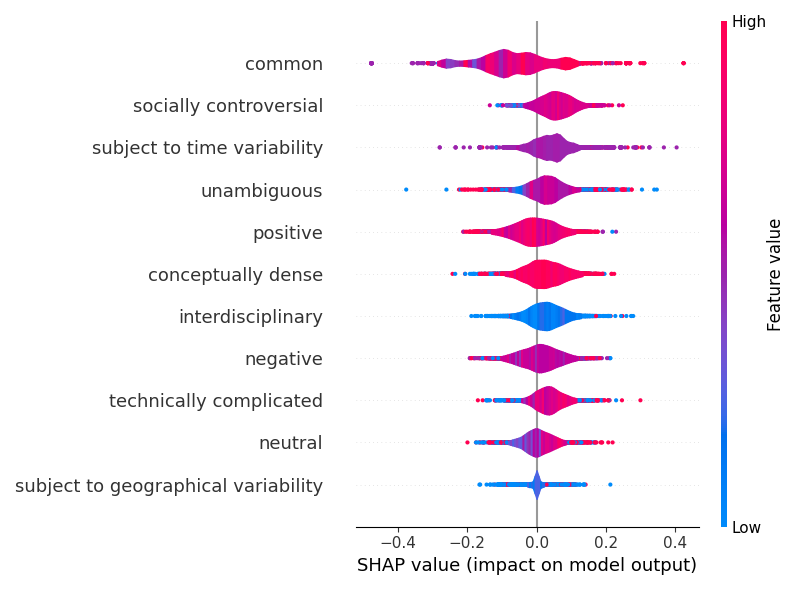 High
common
socially controversial
subject to time variability
unambiguous
positive
conceptually dense
interdisciplinary
negative
technically complicated
neutral
subject to geographical variability
Feature value
Low
−0.4 −0.2 0.0 0.2 0.4
SHAP value (impact on model output)